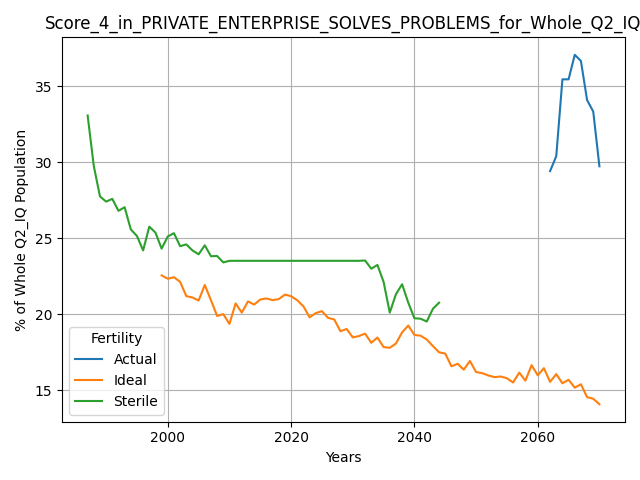 Score_4_in_PRIVATE_ENTERPRISE_SOLVES_PROBLEMS_for_Whole_Q2_IQ
% of Whole Q2_IQ Population
35
30
25
20
15
Fertility
Actual
Ideal
Sterile
2000
2020
2040
2060
Years